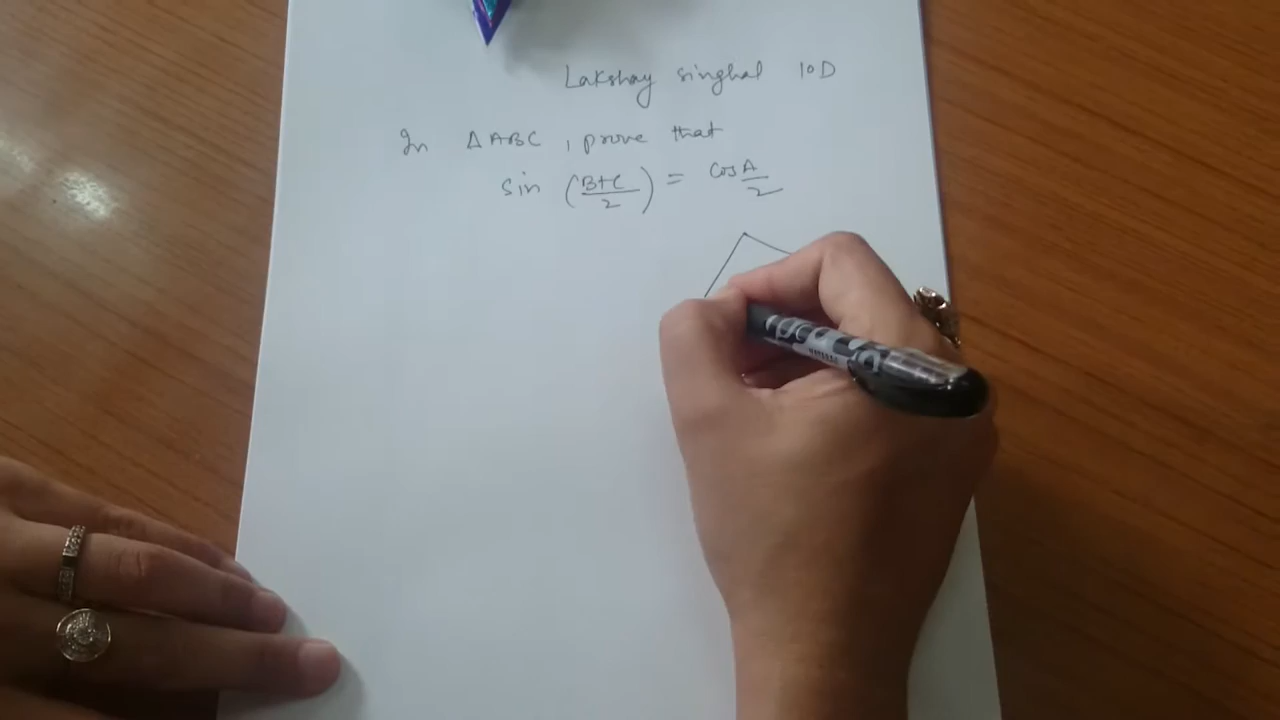 Lakshay singhal 10D
In ΔABC, prove that
sin (B+C/2) = cos A/2